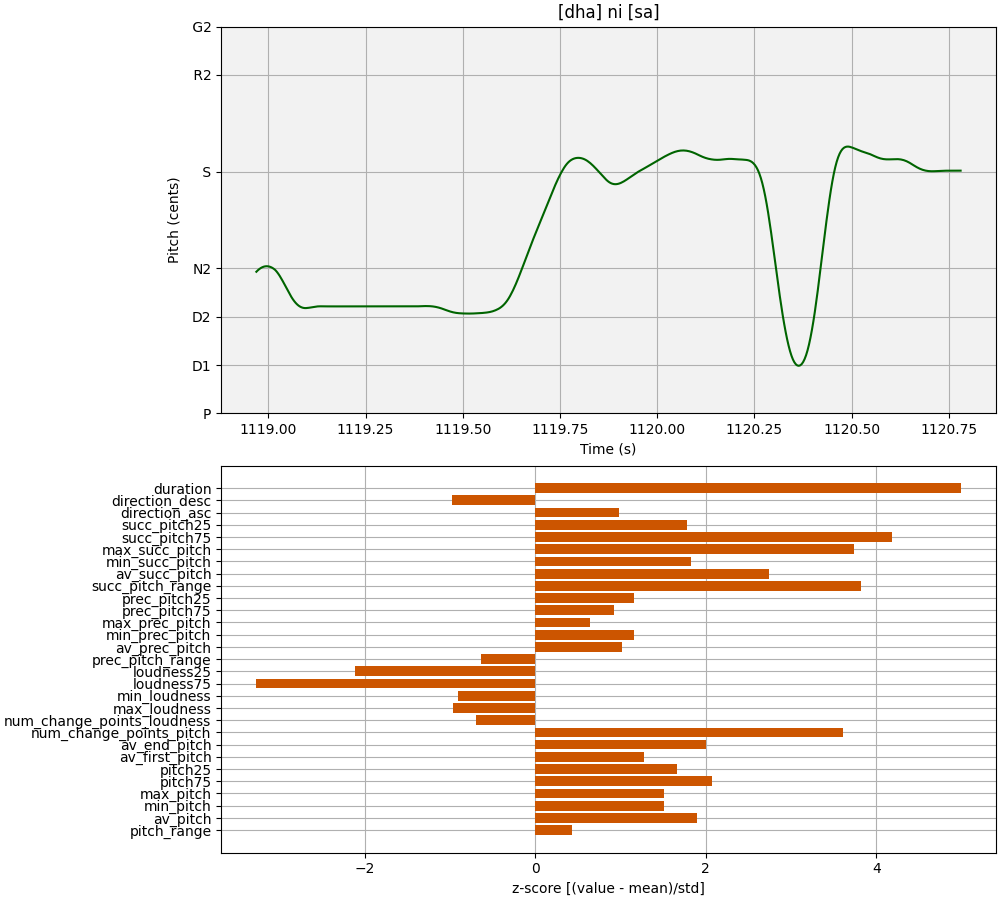 [dha] ni [sa]
G2
R2
S
N2
D2
D1
P
Pitch (cents)
1119.00 1119.25 1119.50 1119.75 1120.00 1120.25 1120.50 1120.75
Time (s)
duration
direction_desc
direction_asc
succ_pitch25
succ_pitch75
max_succ_pitch
min_succ_pitch
av_succ_pitch
succ_pitch_range
prec_pitch25
prec_pitch75
max_prec_pitch
min_prec_pitch
av_prec_pitch
prec_pitch_range
loudness25
loudness75
min_loudness
max_loudness
num_change_points_loudness
num_change_points_pitch
av_end_pitch
av_first_pitch
pitch25
pitch75
max_pitch
min_pitch
av_pitch
pitch_range
−2 0 2 4
z-score [(value - mean)/std]